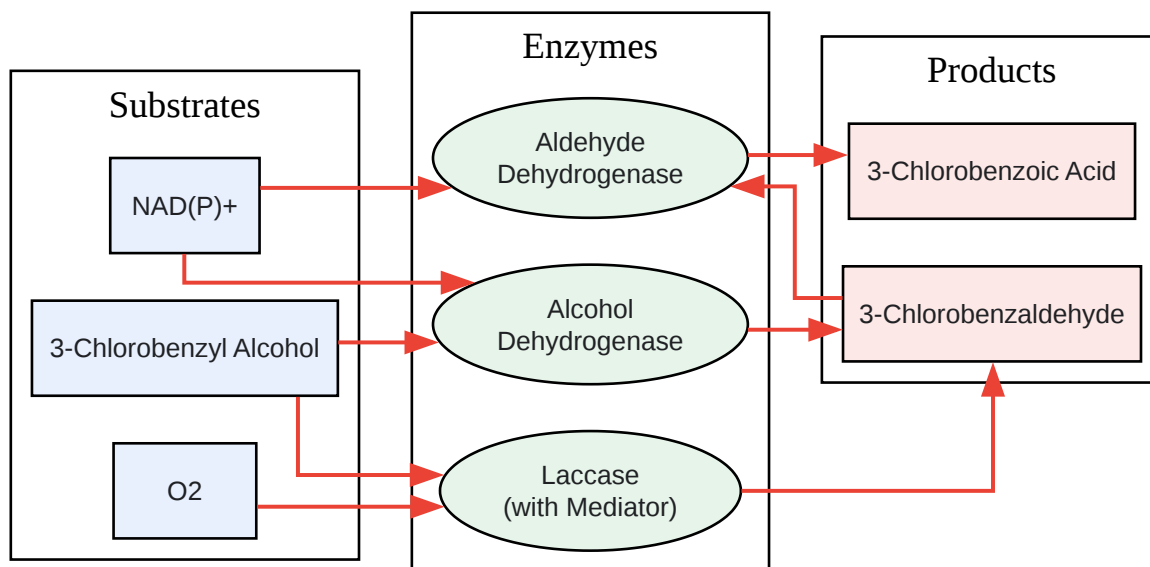 Substrates
NAD(P)+
3-Chlorobenzyl Alcohol
O2
Enzymes
Aldehyde
Dehydrogenase
Alcohol
Dehydrogenase
Laccase
(with Mediator)
Products
3-Chlorobenzoic Acid
3-Chlorobenzaldehyde